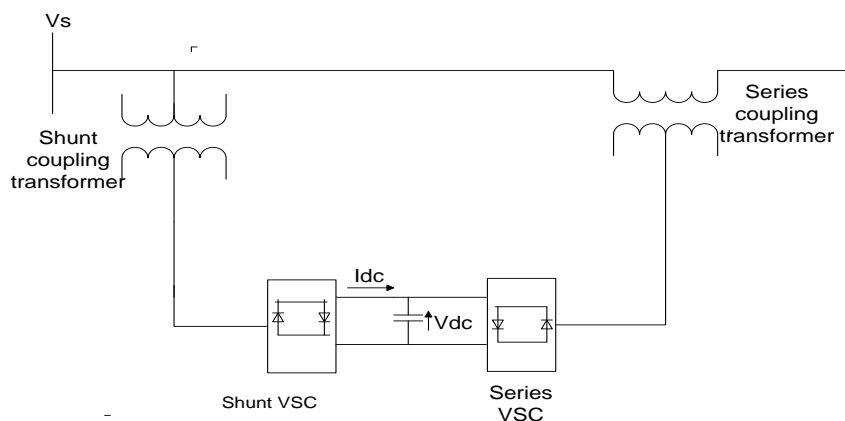 Vs
Shunt
coupling
transformer
Series
coupling
transformer
Idc
Vdc
Shunt VSC
Series
VSC